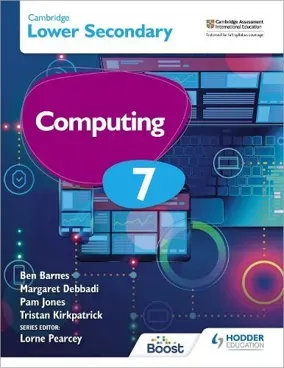 Cambridge
Lower Secondary
Cambridge Assessment
International Education
Endorsed for full syllabus coverage
Computing
7
Ben Barnes
Margaret Debbadi
Pam Jones
Tristan Kirkpatrick
SERIES EDITOR:
Lorne Pearcey
Boost
HODDER
EDUCATION